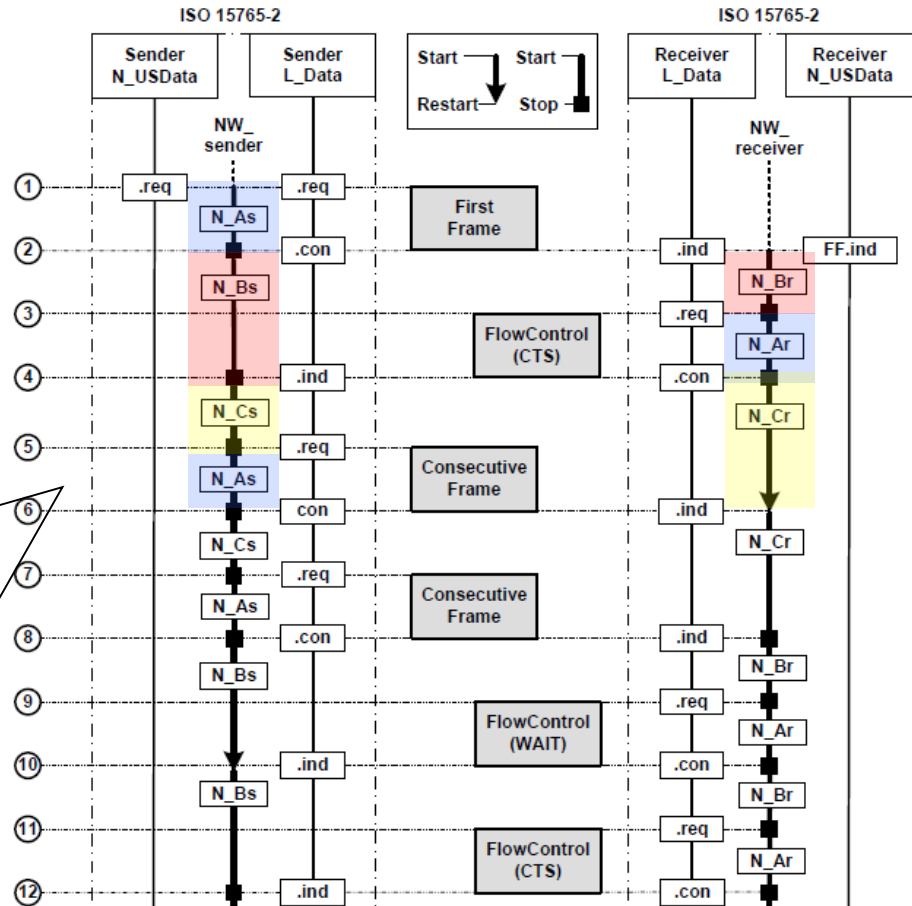 ISO 15765-2 ISO 15765-2
Sender
N_USData
Sender
L_Data
Start Start
Restart Stop
Receiver
L_Data
Receiver
N_USData
NW_
sender
NW_
receiver
1 .req .req
N_As
First
Frame
2 .con .ind FF.ind
N_Bs N_Br
3 .req
FlowControl
(CTS)
N_Ar
4 .ind .con
N_Cs N_Cr
5 .req
N_As
Consecutive
Frame
6 con .ind
N_Cs N_Cr
7 .req
N_As
Consecutive
Frame
8 .con .ind
N_Bs N_Br
9 .req
FlowControl
(WAIT)
N_Ar
10 .ind .con
N_Bs N_Br
11 .req
FlowControl
(CTS)
N_Ar
12 .ind .con